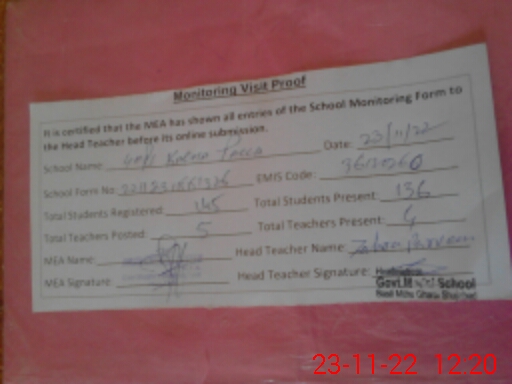 Monitoring Visit Proof
It is certified that the MEA has shown all entries of the School Monitoring Form to
the Head Teacher before its online submission.
School Name: Date: 23/11/22
School Form No: EMIS Code:
Total Students Registered: 145 Total Students Present: 136
Total Teachers Posted: 5 Total Teachers Present: 4
MEA Name: Head Teacher Name:
MEA Signature: Head Teacher Signature:
Govt. School
23-11-22 12:20